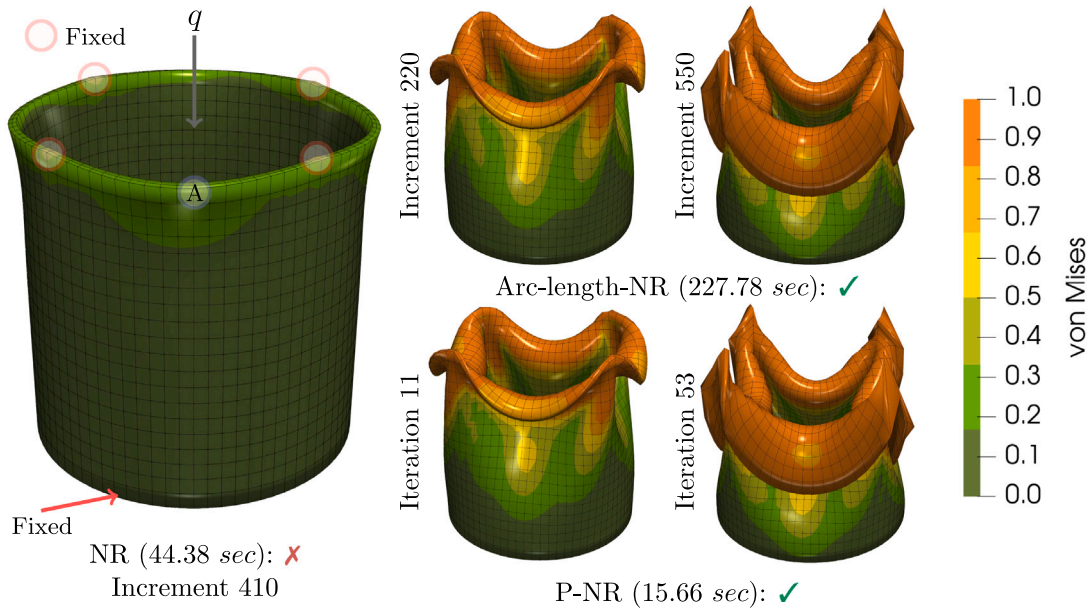 q
Fixed
A
Fixed
NR (44.38 sec): ✗
Increment 410
Increment 220
Increment 550
Arc-length-NR (227.78 sec): ✓
Iteration 11
Iteration 53
P-NR (15.66 sec): ✓
1.0
0.9
0.8
0.7
0.6
0.5
0.4
0.3
0.2
0.1
0.0
von Mises